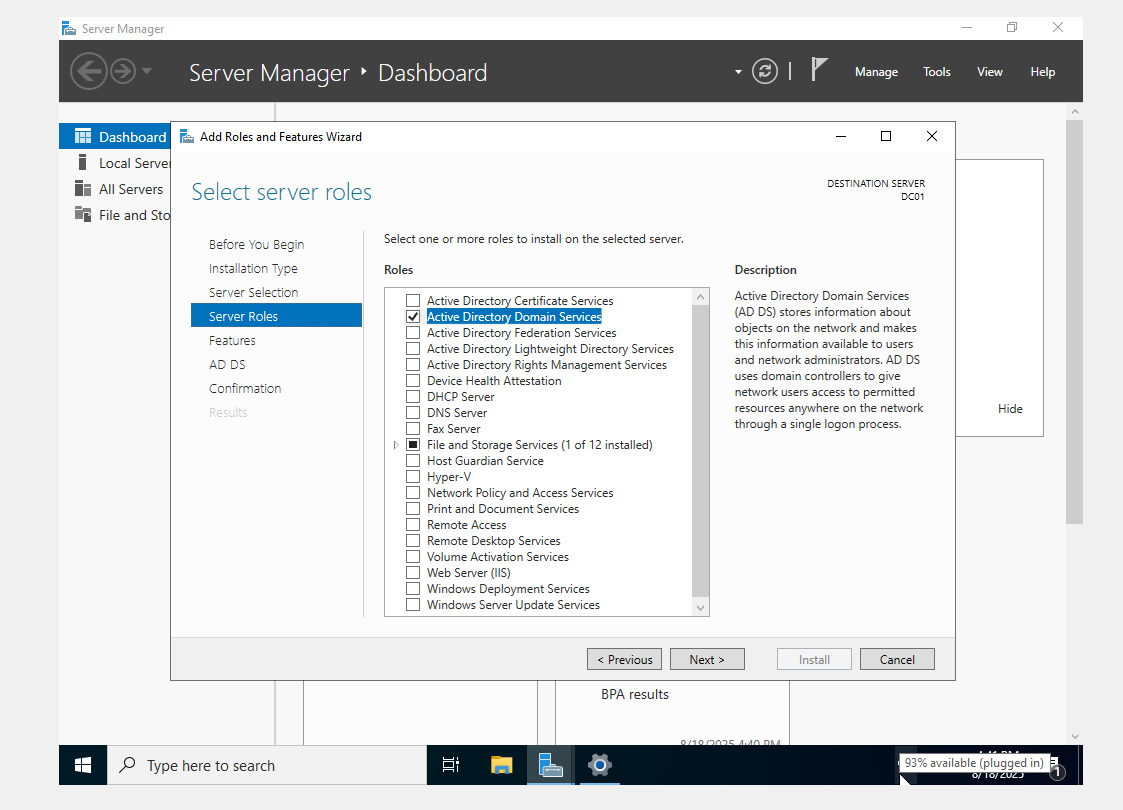 Server Manager
Server Manager ‣ Dashboard
Manage Tools View Help
Dashboard
Local Server
All Servers
File and Sto
Add Roles and Features Wizard
Select server roles
DESTINATION SERVER
DC01
Before You Begin
Installation Type
Server Selection
Server Roles
Features
AD DS
Confirmation
Results
Select one or more roles to install on the selected server.
Roles
Active Directory Certificate Services
Active Directory Domain Services
Active Directory Federation Services
Active Directory Lightweight Directory Services
Active Directory Rights Management Services
Device Health Attestation
DHCP Server
DNS Server
Fax Server
File and Storage Services (1 of 12 installed)
Host Guardian Service
Hyper-V
Network Policy and Access Services
Print and Document Services
Remote Access
Remote Desktop Services
Volume Activation Services
Web Server (IIS)
Windows Deployment Services
Windows Server Update Services
Description
Active Directory Domain Services
(AD DS) stores information about
objects on the network and makes
this information available to users
and network administrators. AD DS
uses domain controllers to give
network users access to permitted
resources anywhere on the network
through a single logon process.
Hide
< Previous Next > Install Cancel
BPA results
8/18/2025 4:40 PM
Type here to search
93% available (plugged in)
8/18/2025
1